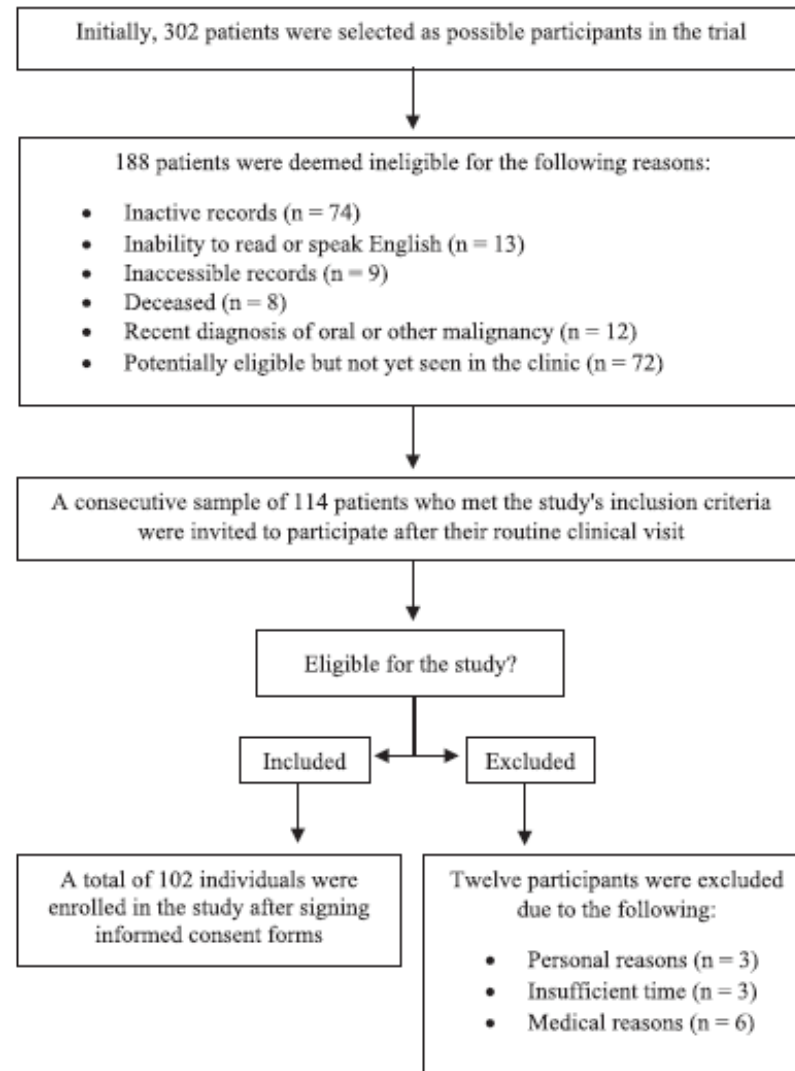 Initially, 302 patients were selected as possible participants in the trial
188 patients were deemed ineligible for the following reasons:
• Inactive records (n = 74)
• Inability to read or speak English (n = 13)
• Inaccessible records (n = 9)
• Deceased (n = 8)
• Recent diagnosis of oral or other malignancy (n = 12)
• Potentially eligible but not yet seen in the clinic (n = 72)
A consecutive sample of 114 patients who met the study's inclusion criteria
were invited to participate after their routine clinical visit
Eligible for the study?
Included
Excluded
A total of 102 individuals were
enrolled in the study after signing
informed consent forms
Twelve participants were excluded
due to the following:
• Personal reasons (n = 3)
• Insufficient time (n = 3)
• Medical reasons (n = 6)